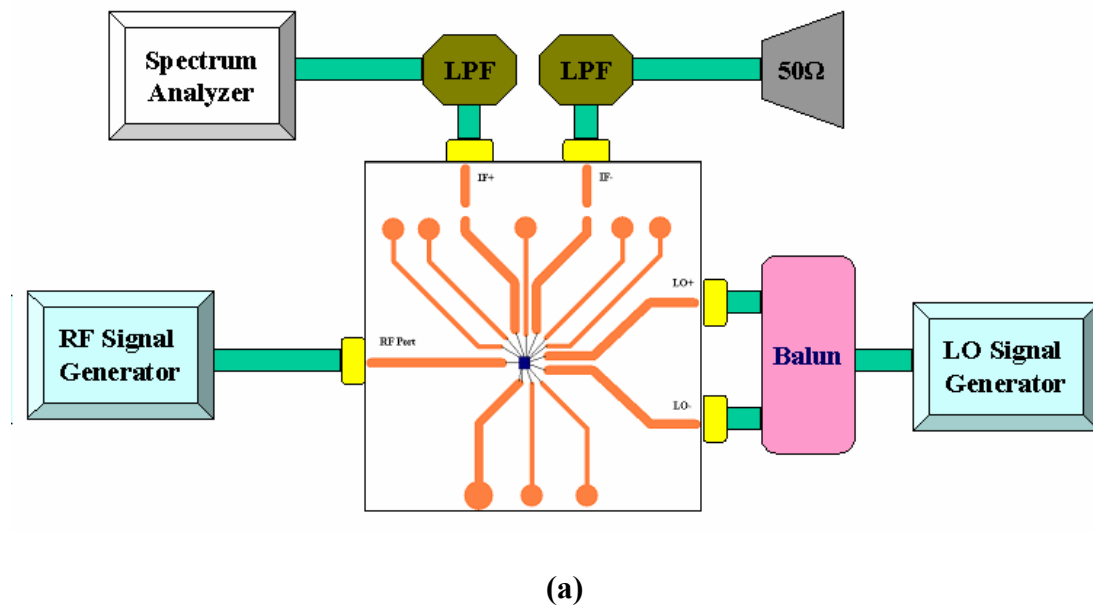 Spectrum
Analyzer
LPF
LPF
50Ω
IF+
IF-
RF Signal
Generator
RF Port
LO+
LO-
Balun
LO Signal
Generator
(a)